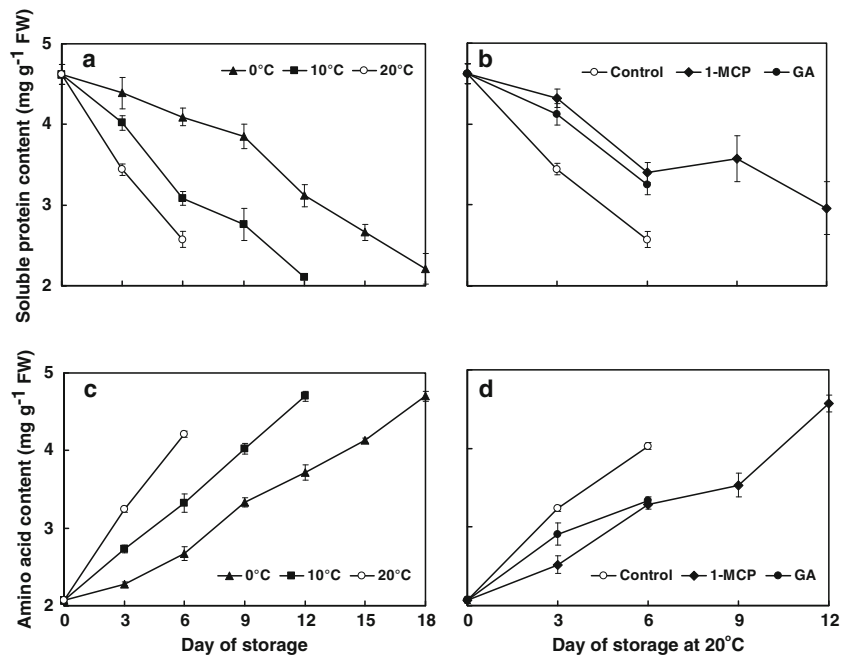 a
b
0°C 10°C 20°C
Control 1-MCP GA
Soluble protein content (mg g⁻¹ FW)
5
4
3
2
c
d
0°C 10°C 20°C
Control 1-MCP GA
Amino acid content (mg g⁻¹ FW)
5
4
3
2
0 3 6 9 12 15 18
0 3 6 9 12
Day of storage
Day of storage at 20°C